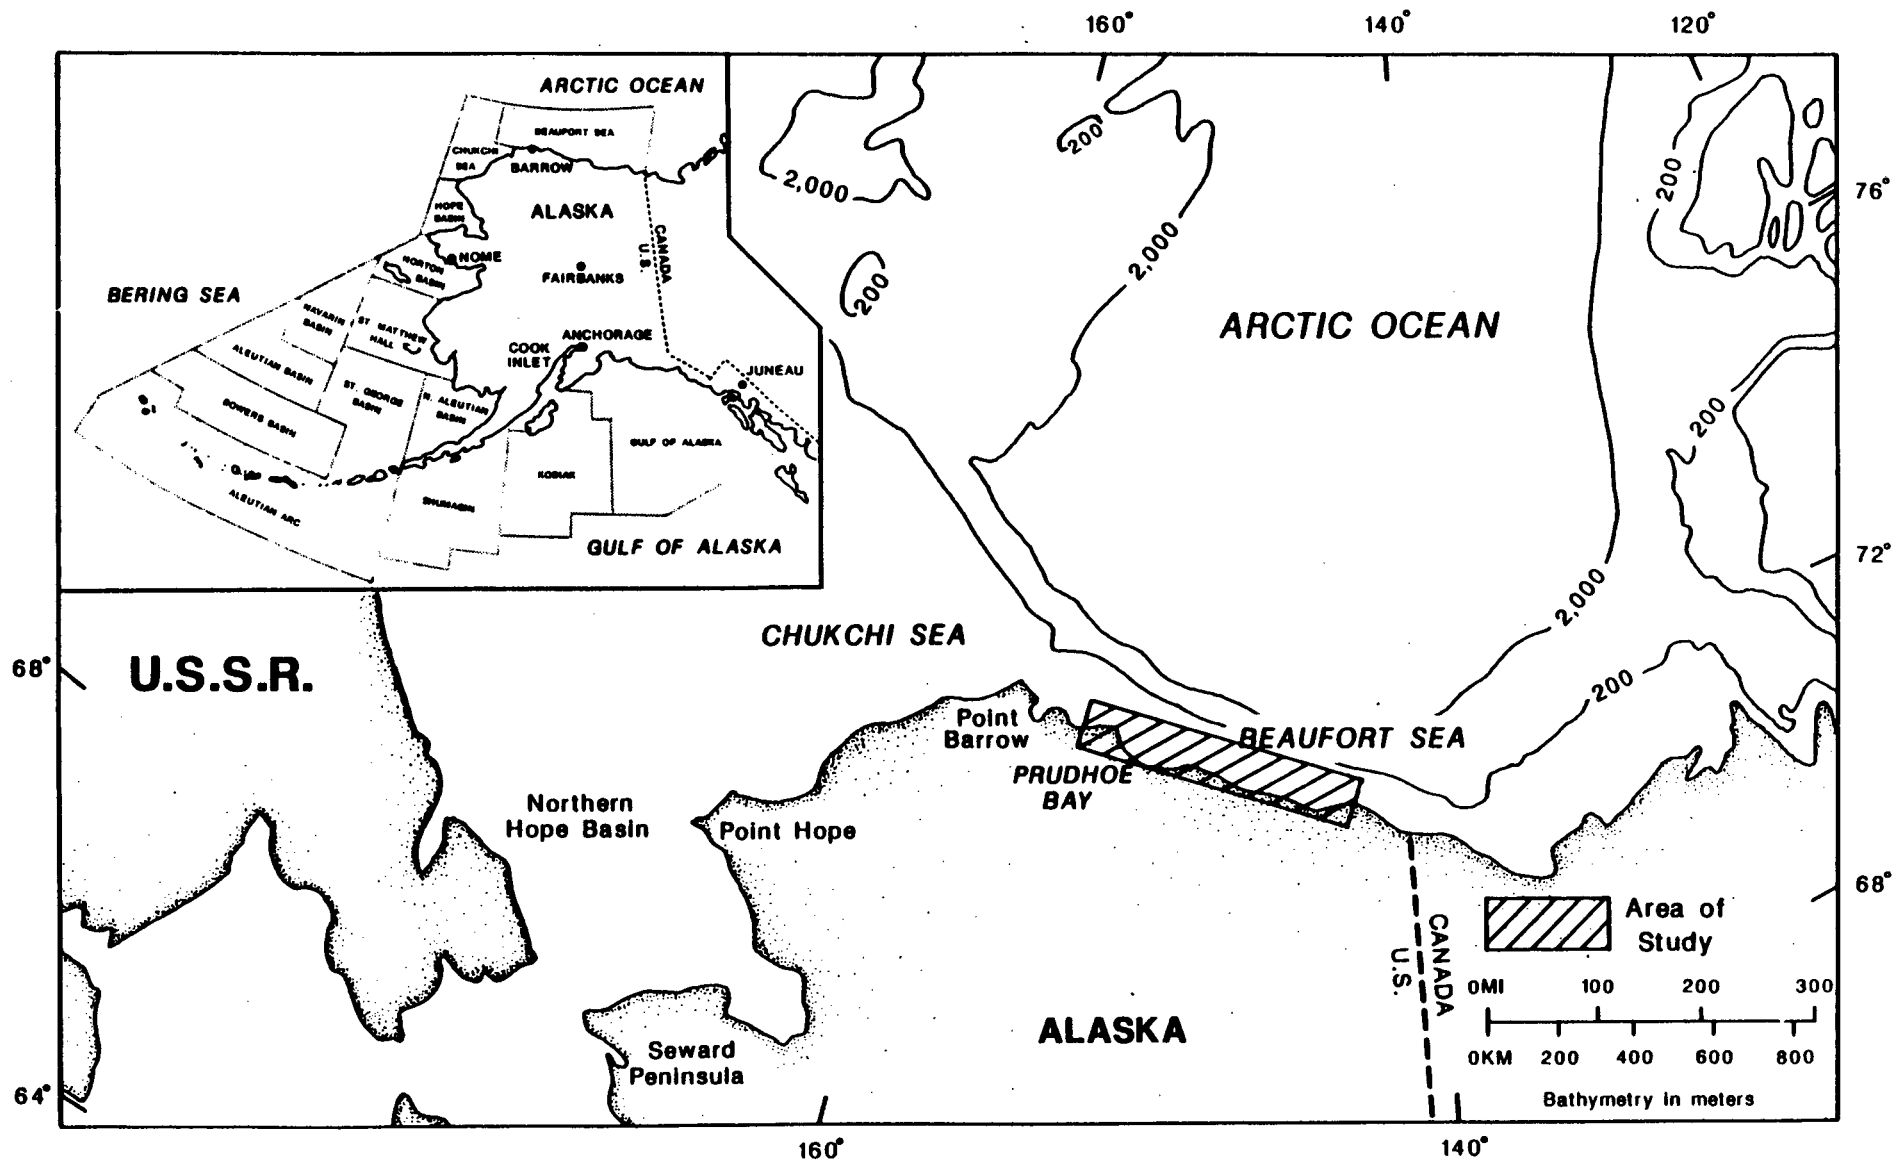 160°
140°
120°
ARCTIC OCEAN
BEAUFORT SEA
CHUKCHI
SEA
BARROW
HOPE
BASIN
ALASKA
CANADA
U.S.
NOME
NORTON
BASIN
FAIRBANKS
BERING SEA
NAVARIN
BASIN
ST. MATTHEW
HALL
ANCHORAGE
COOK
INLET
ALEUTIAN BASIN
JUNEAU
ST. GEORGE
BASIN
N. ALEUTIAN
BASIN
BOWERS BASIN
GULF OF ALASKA
KODIAK
ALEUTIAN ARC
SHUMAGIN
GULF OF ALASKA
200
2,000
200
76°
200
2,000
ARCTIC OCEAN
200
72°
2,000
CHUKCHI SEA
68°
U.S.S.R.
200
Point
Barrow
BEAUFORT SEA
PRUDHOE
BAY
Northern
Hope Basin
Point Hope
68°
Area of
Study
CANADA
U.S.
0MI 100 200 300
ALASKA
0KM 200 400 600 800
Seward
Peninsula
64°
Bathymetry in meters
160°
140°